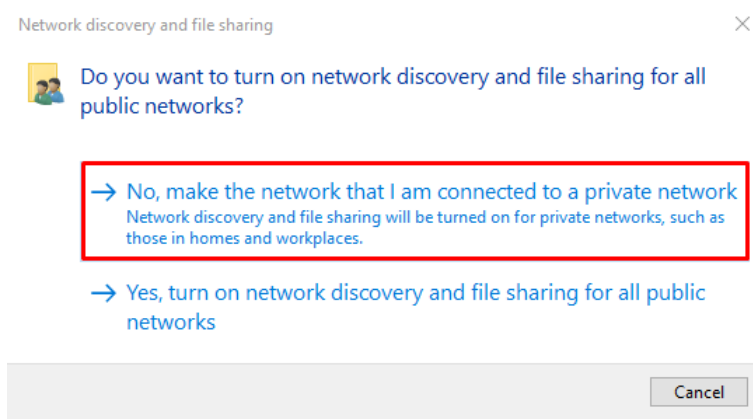 Network discovery and file sharing
Do you want to turn on network discovery and file sharing for all
public networks?
No, make the network that I am connected to a private network
Network discovery and file sharing will be turned on for private networks, such as
those in homes and workplaces.
Yes, turn on network discovery and file sharing for all public
networks
Cancel